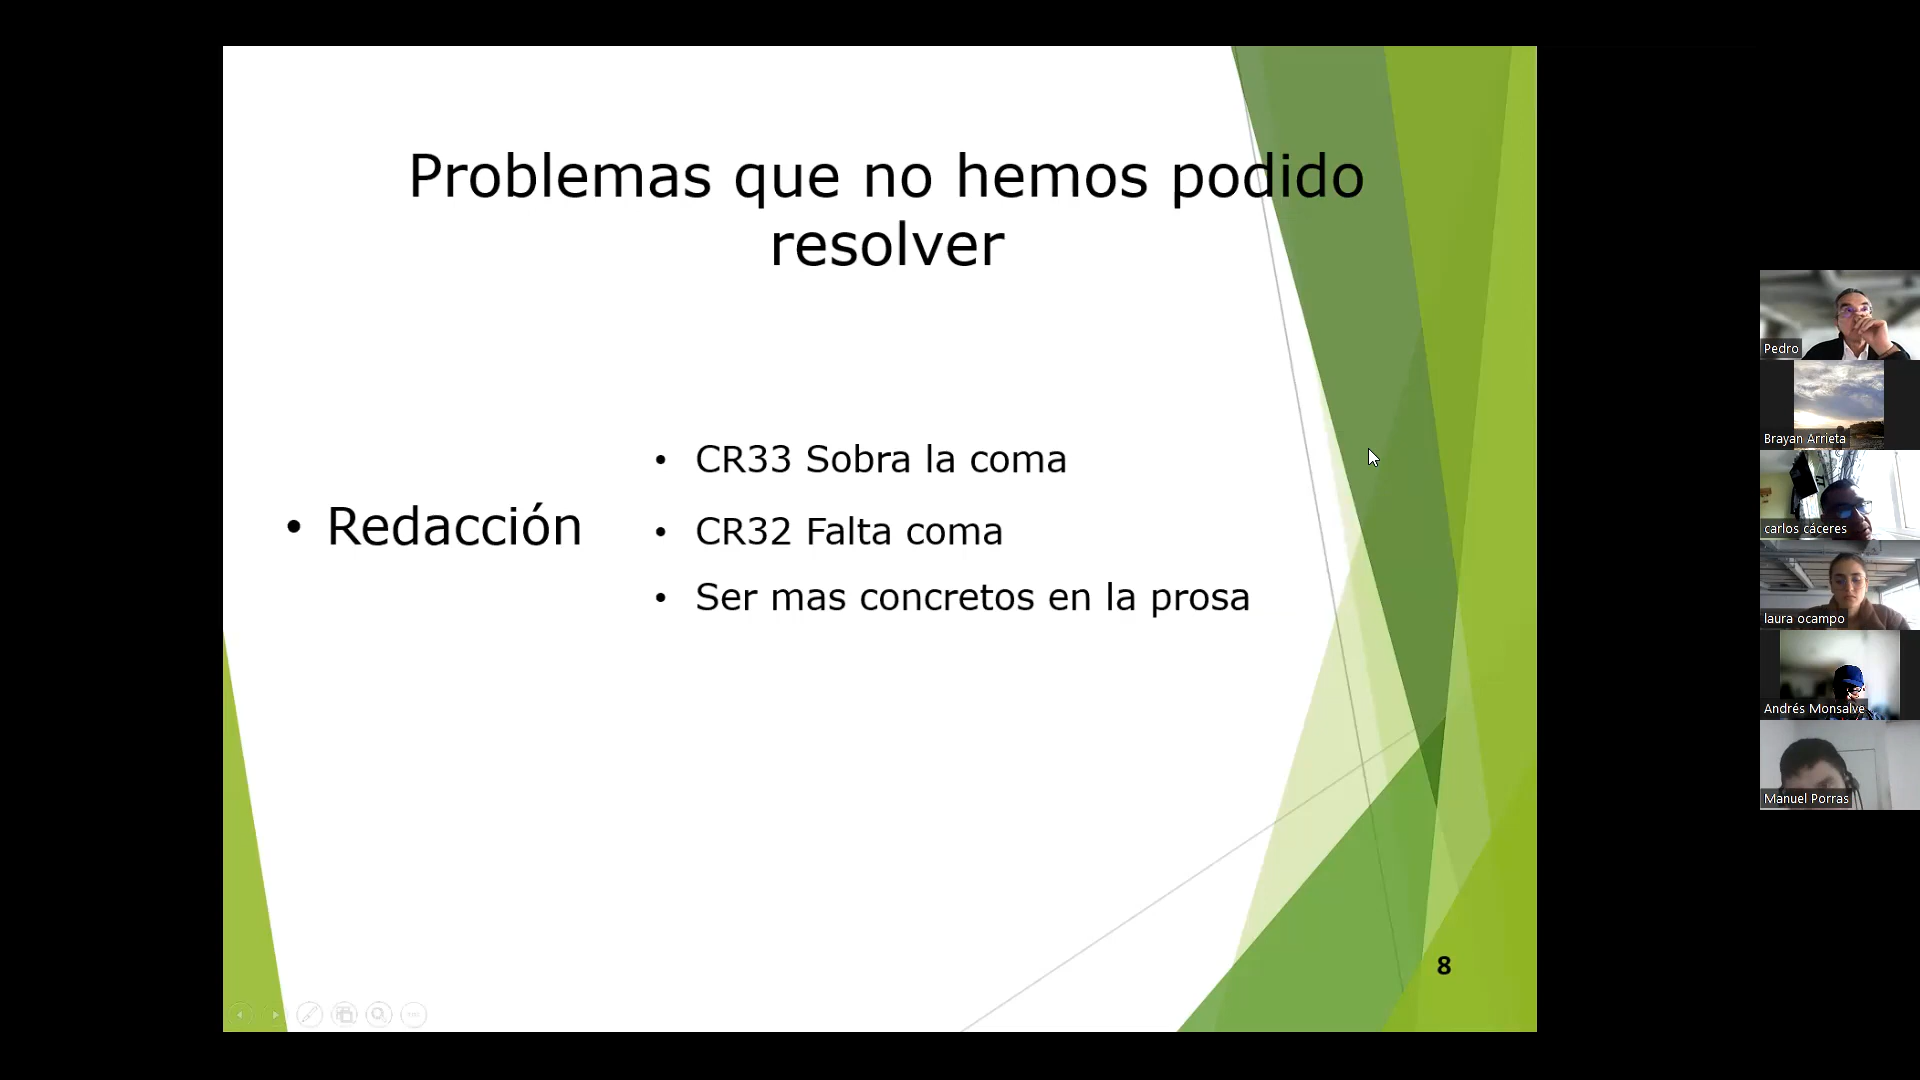 Problemas que no hemos podido
resolver
• Redacción
• CR33 Sobra la coma
• CR32 Falta coma
• Ser mas concretos en la prosa
8
Pedro
Brayan Arrieta
carlos cáceres
laura ocampo
Andrés Monsalve
Manuel Porras